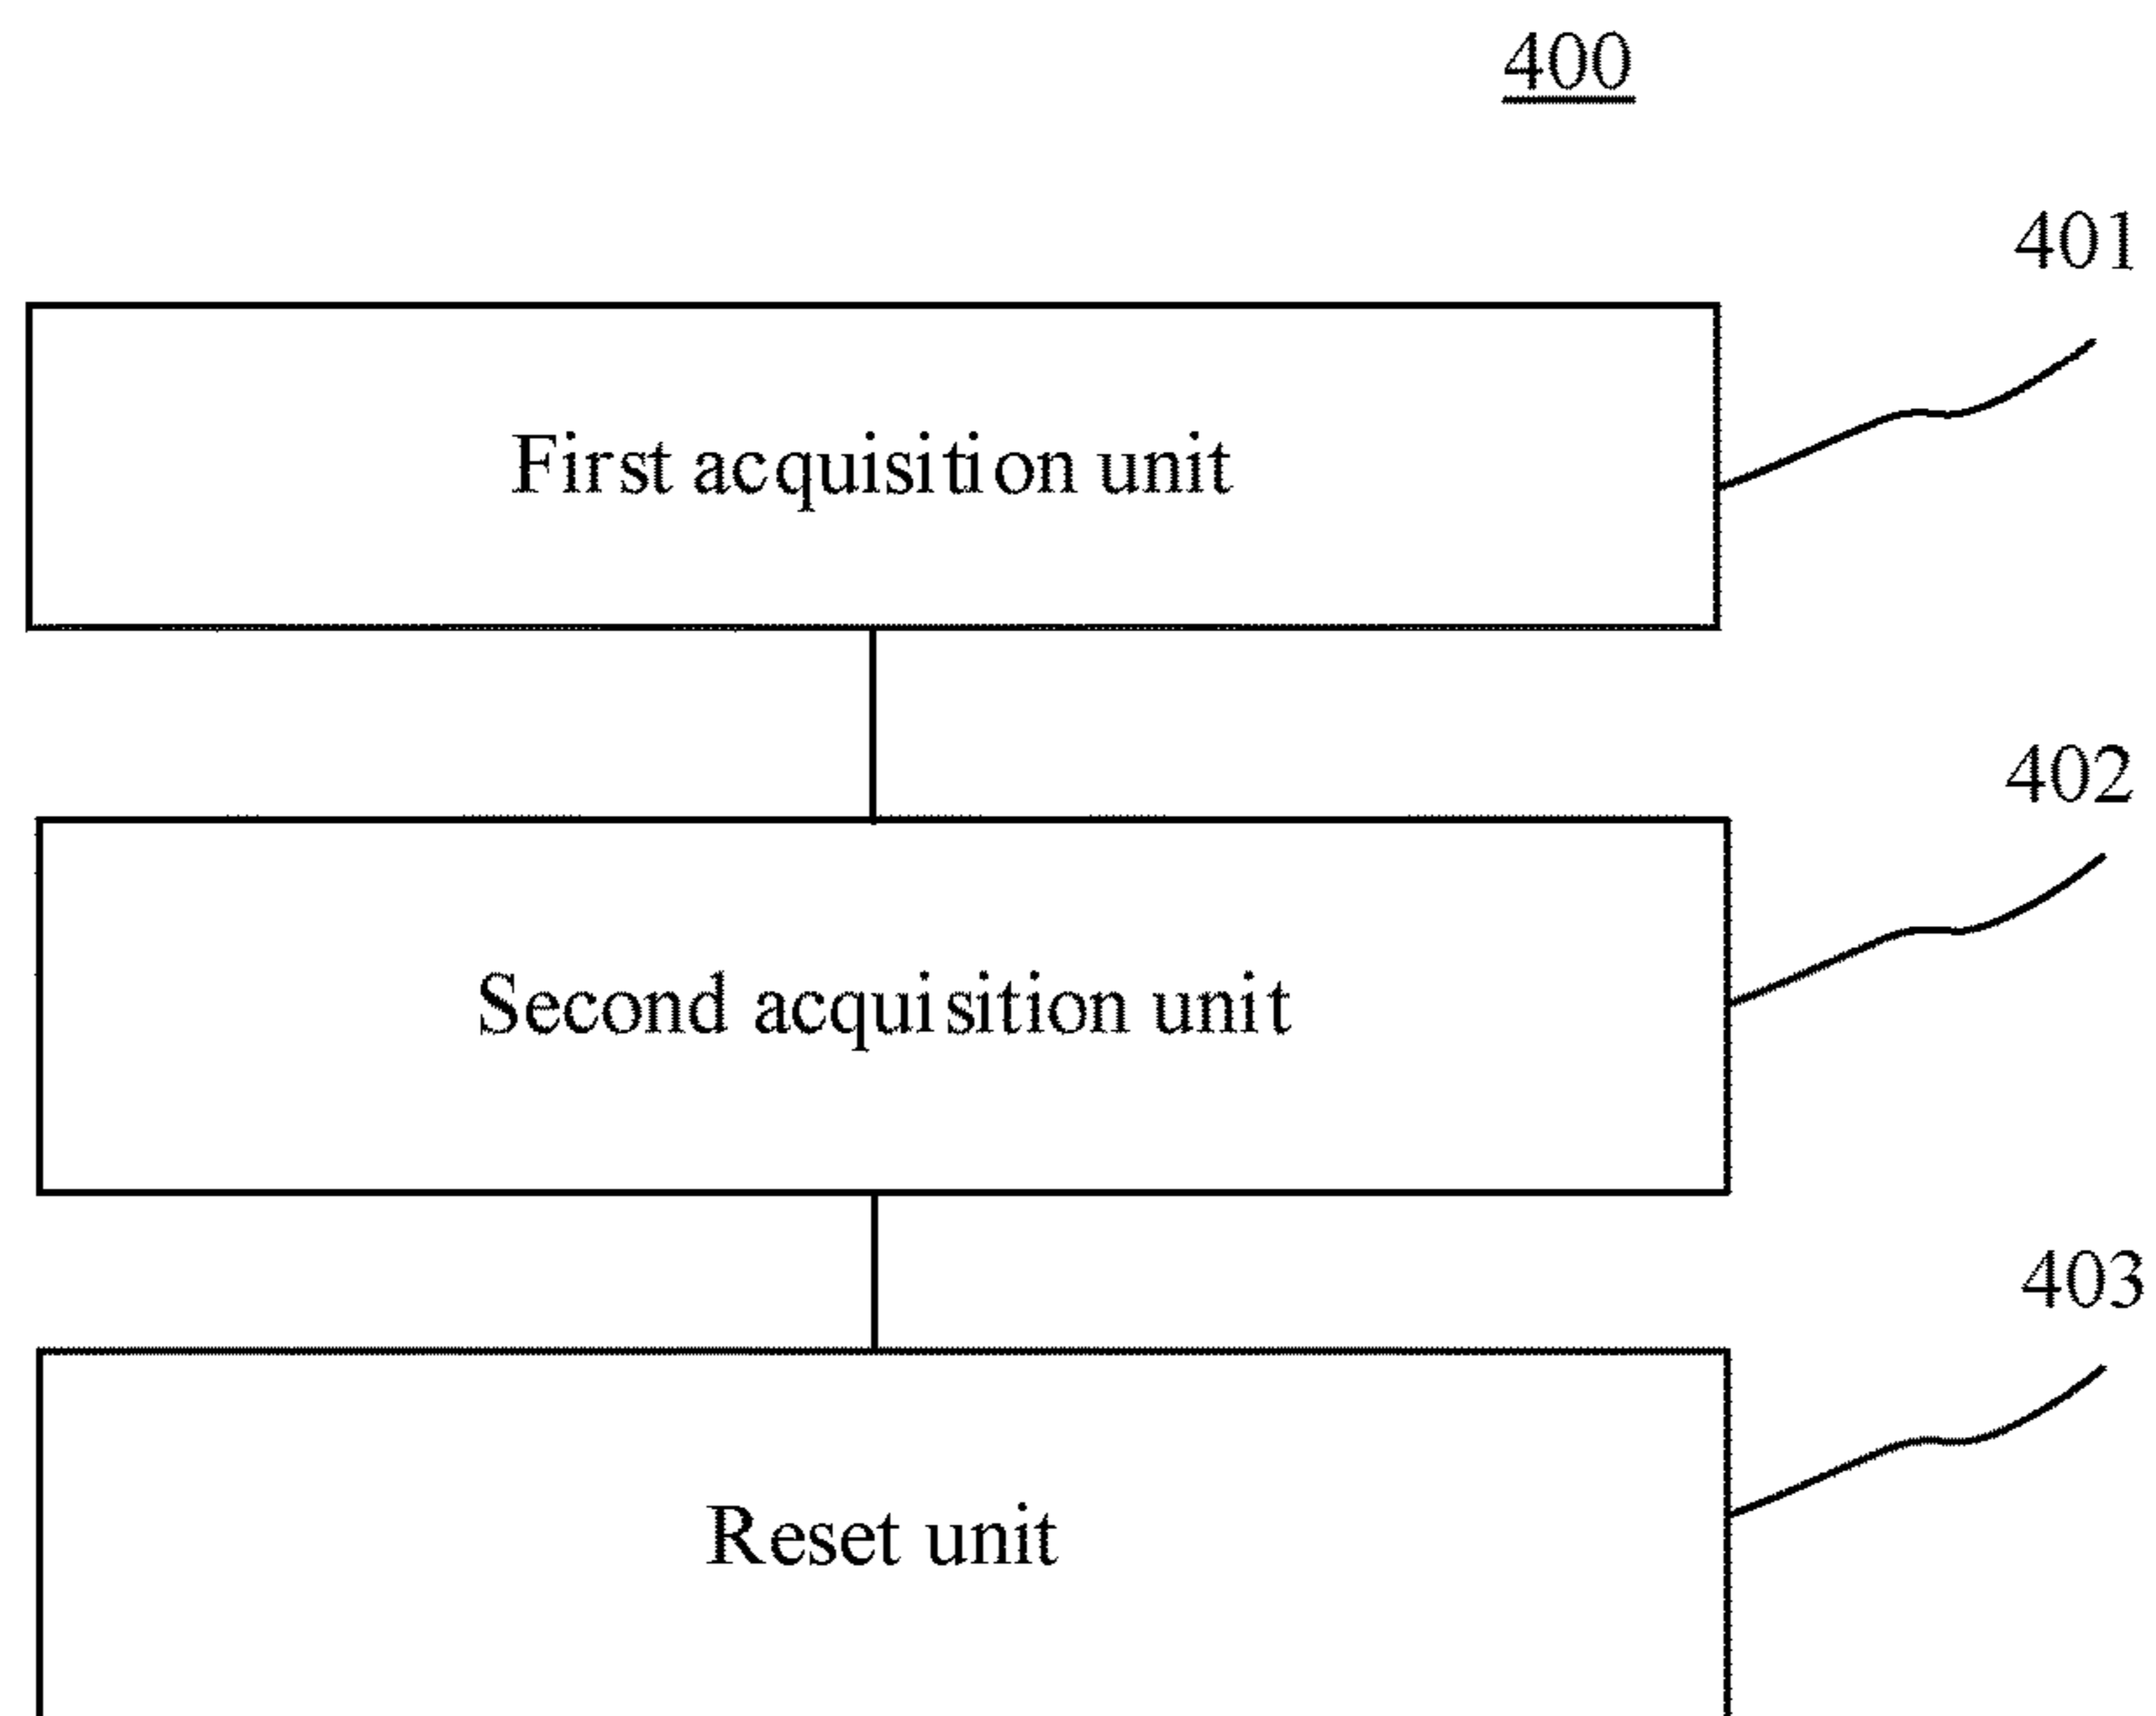 400
401
First acquisition unit
402
Second acquisition unit
403
Reset unit